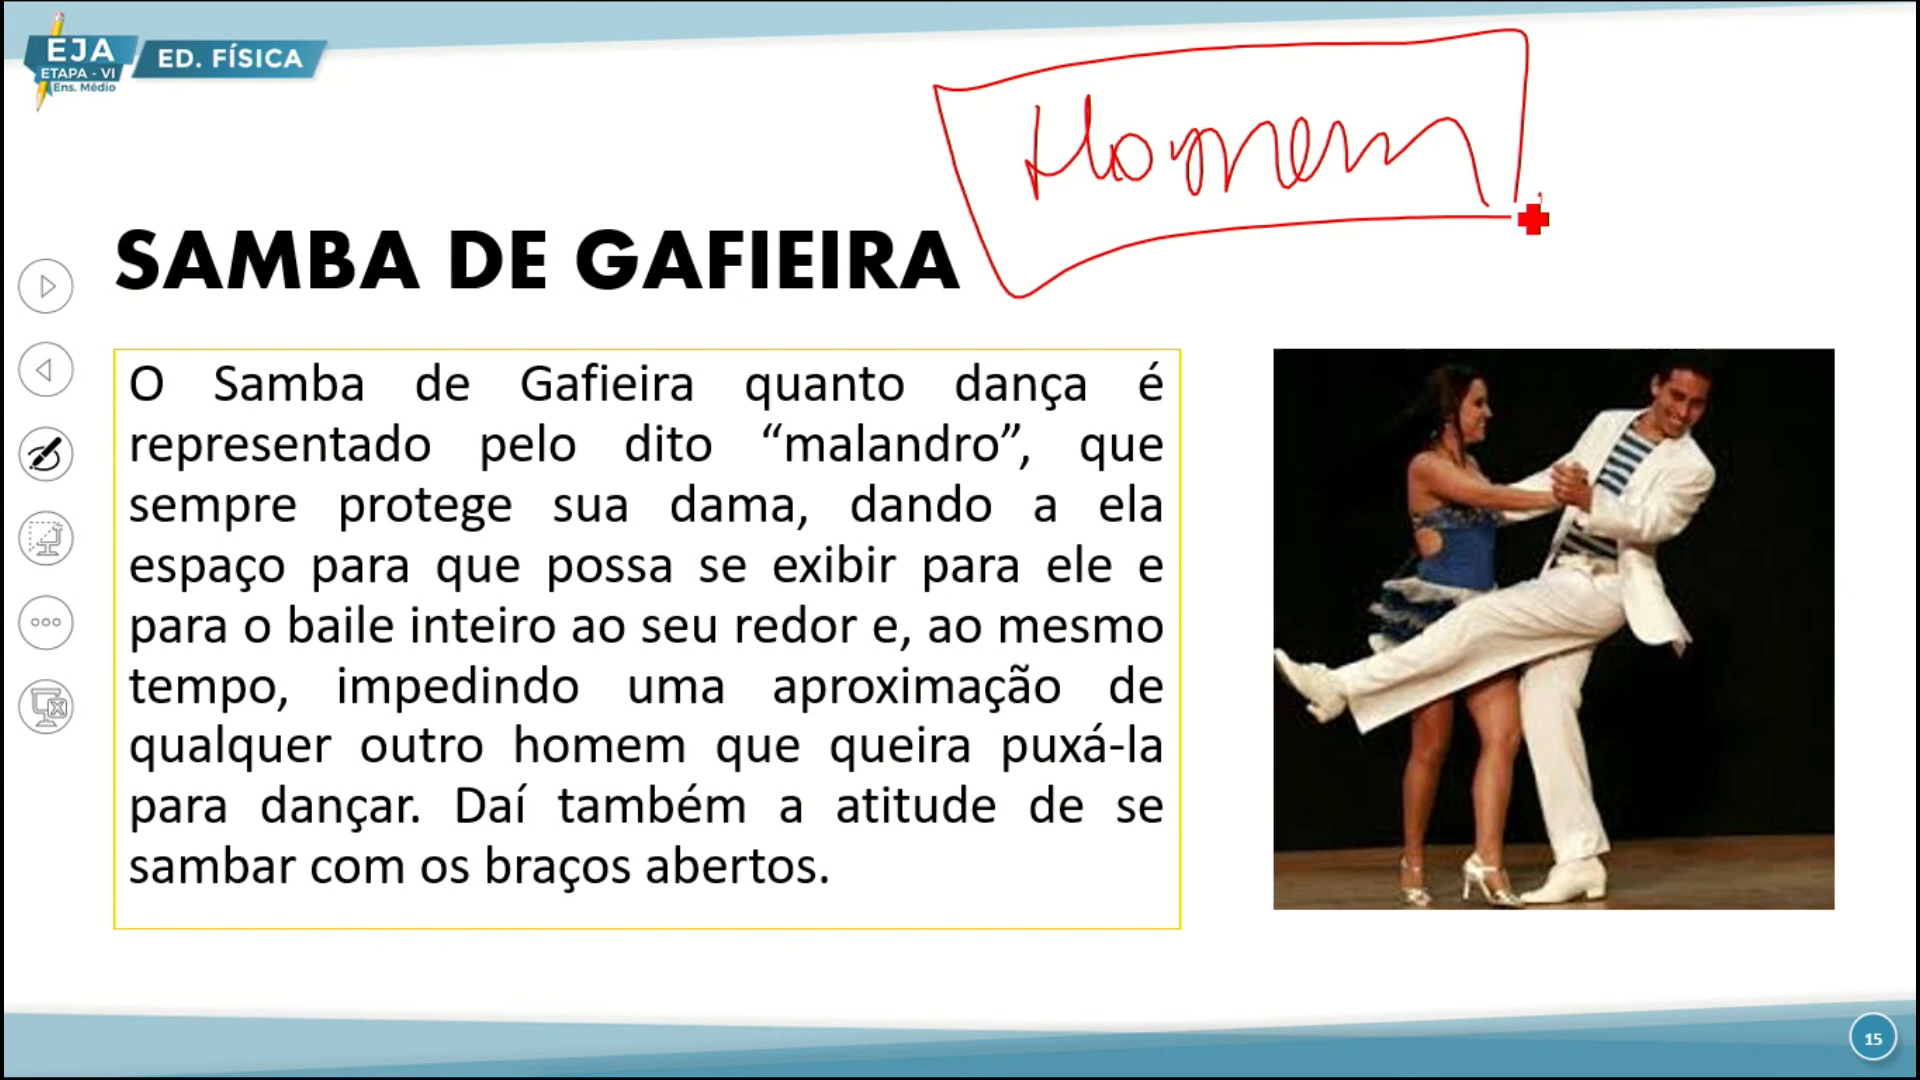 EJA
ETAPA - VI
Ens. Médio
ED. FÍSICA
Homem
SAMBA DE GAFIEIRA
O Samba de Gafieira quanto dança é
representado pelo dito “malandro”, que
sempre protege sua dama, dando a ela
espaço para que possa se exibir para ele e
para o baile inteiro ao seu redor e, ao mesmo
tempo, impedindo uma aproximação de
qualquer outro homem que queira puxá-la
para dançar. Daí também a atitude de se
sambar com os braços abertos.
15